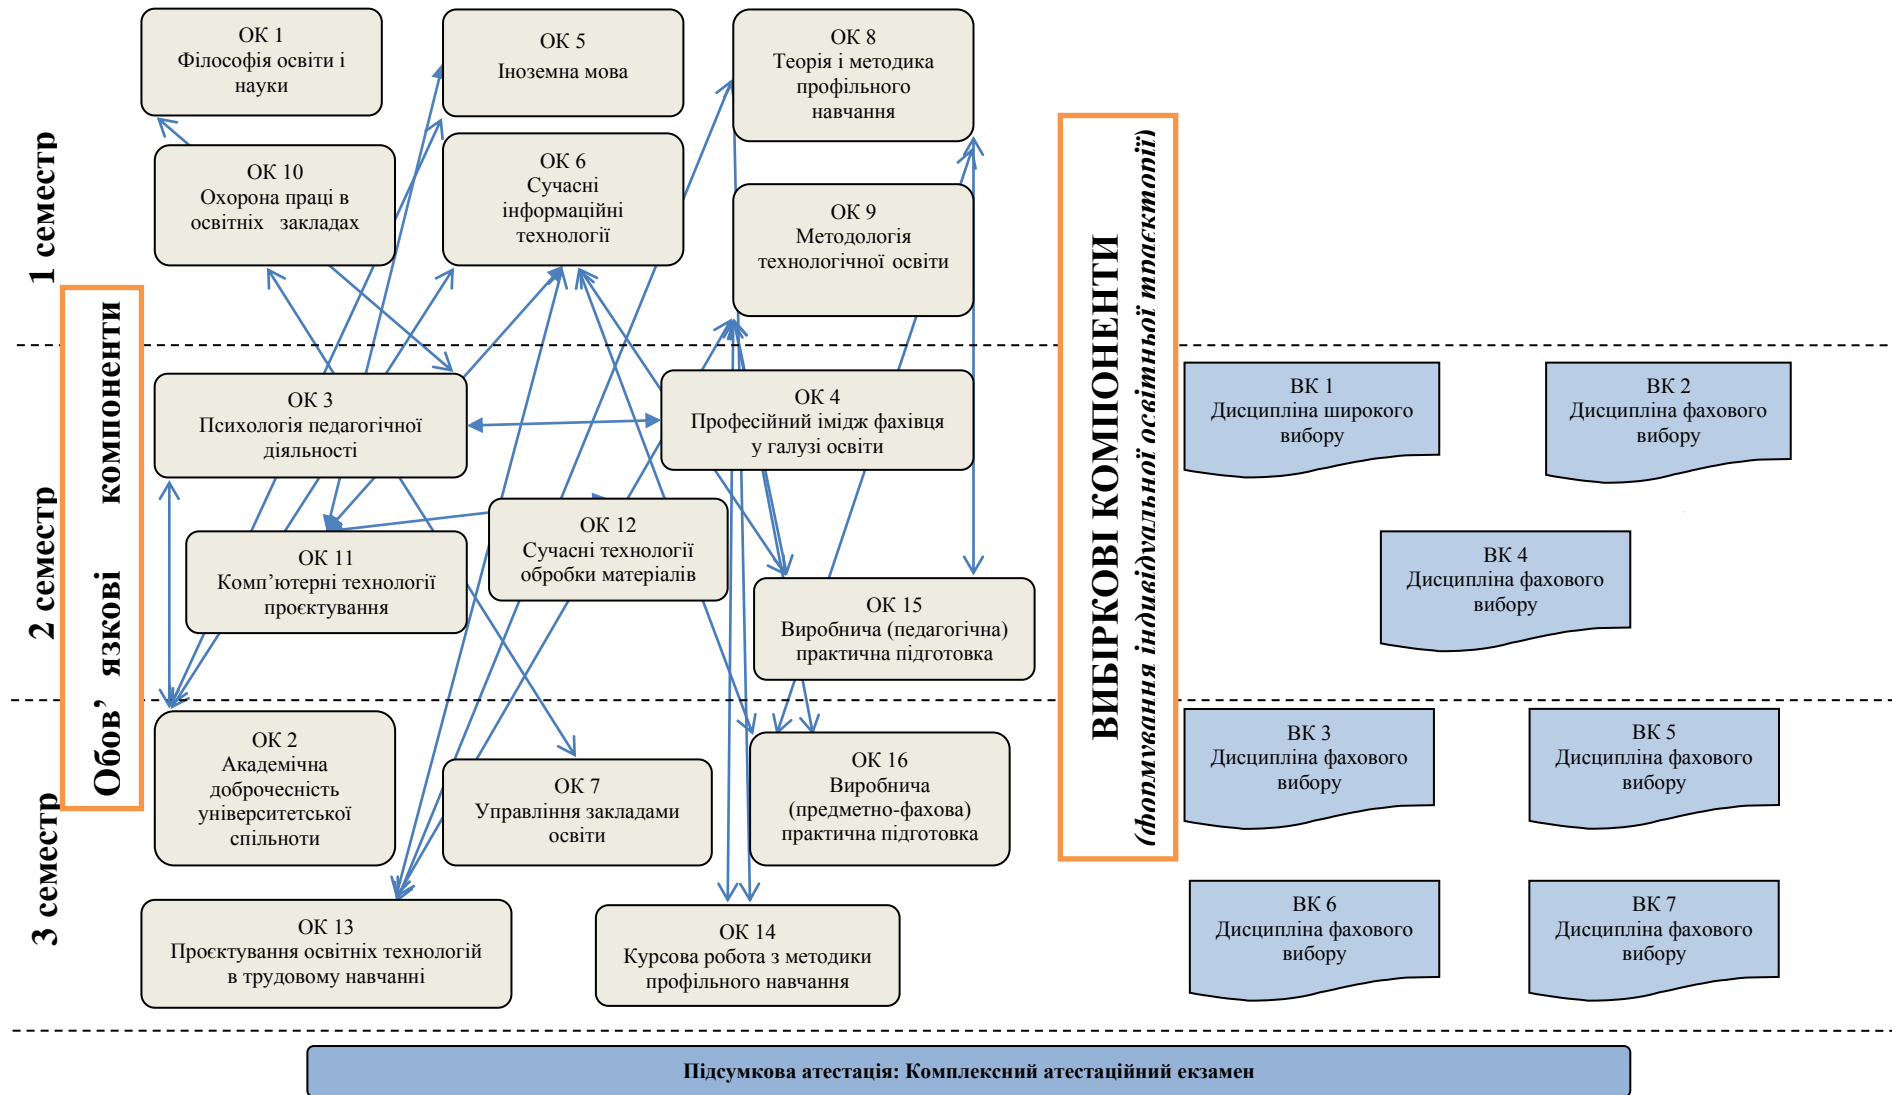 1 семестр
ОК 1
Філософія освіти і
науки
ОК 5
Іноземна мова
ОК 8
Теорія і методика
профільного
навчання
ОК 10
Охорона праці в
освітніх закладах
ОК 6
Сучасні
інформаційні
технології
ОК 9
Методологія
технологічної освіти
Обов’ язкові компоненти
2 семестр
ОК 3
Психологія педагогічної
діяльності
ОК 4
Професійний імідж фахівця
у галузі освіти
ОК 11
Комп’ютерні технології
проєктування
ОК 12
Сучасні технології
обробки матеріалів
ОК 15
Виробнича (педагогічна)
практична підготовка
3 семестр
ОК 2
Академічна
доброчесність
університетської
спільноти
ОК 7
Управління закладами
освіти
ОК 16
Виробнича
(предметно-фахова)
практична підготовка
ОК 13
Проєктування освітніх технологій
в трудовому навчанні
ОК 14
Курсова робота з методики
профільного навчання
ВИБІРКОВІ КОМПОНЕНТИ
(формування індивідуальної освітньої траєкторії)
ВК 1
Дисципліна широкого
вибору
ВК 2
Дисципліна фахового
вибору
ВК 4
Дисципліна фахового
вибору
ВК 3
Дисципліна фахового
вибору
ВК 5
Дисципліна фахового
вибору
ВК 6
Дисципліна фахового
вибору
ВК 7
Дисципліна фахового
вибору
Підсумкова атестація: Комплексний атестаційний екзамен